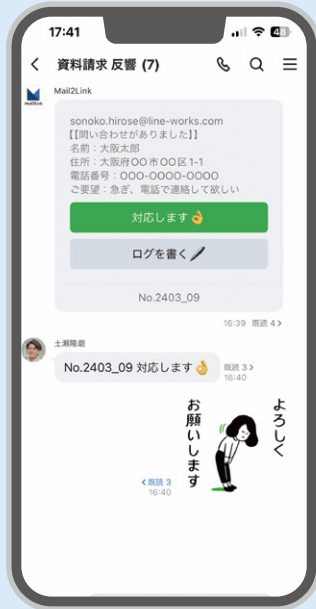 17:41
48
資料請求 反響 (7)
Mail2Link
Mail2Link
sonoko.hirose@line-works.com
【【問い合わせがありました】】
名前：大阪太郎
住所：大阪府〇〇市〇〇区1-1
電話番号：000-0000-0000
ご要望：急ぎ、電話で連絡して欲しい
対応します👌
ログを書く🖊
No.2403_09
16:39 既読 4 >
土瀬隆磨
No.2403_09 対応します👌
既読 3 >
16:40
よろしく
お願いします
< 既読 3
16:40